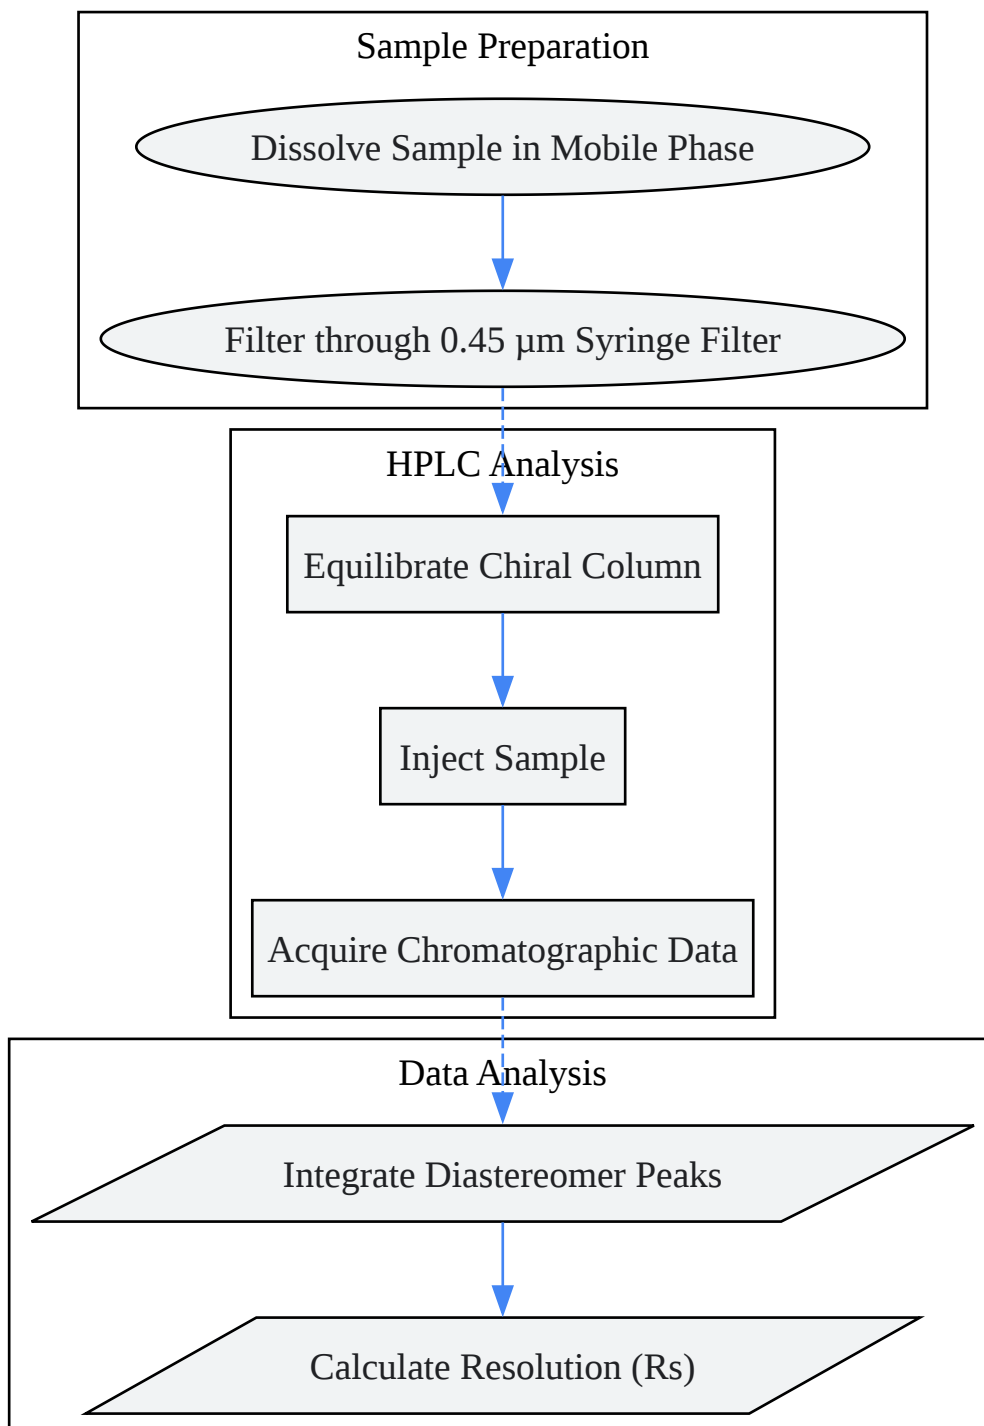 Sample Preparation
Dissolve Sample in Mobile Phase
Filter through 0.45 µm Syringe Filter
HPLC Analysis
Equilibrate Chiral Column
Inject Sample
Acquire Chromatographic Data
Data Analysis
Integrate Diastereomer Peaks
Calculate Resolution (Rs)